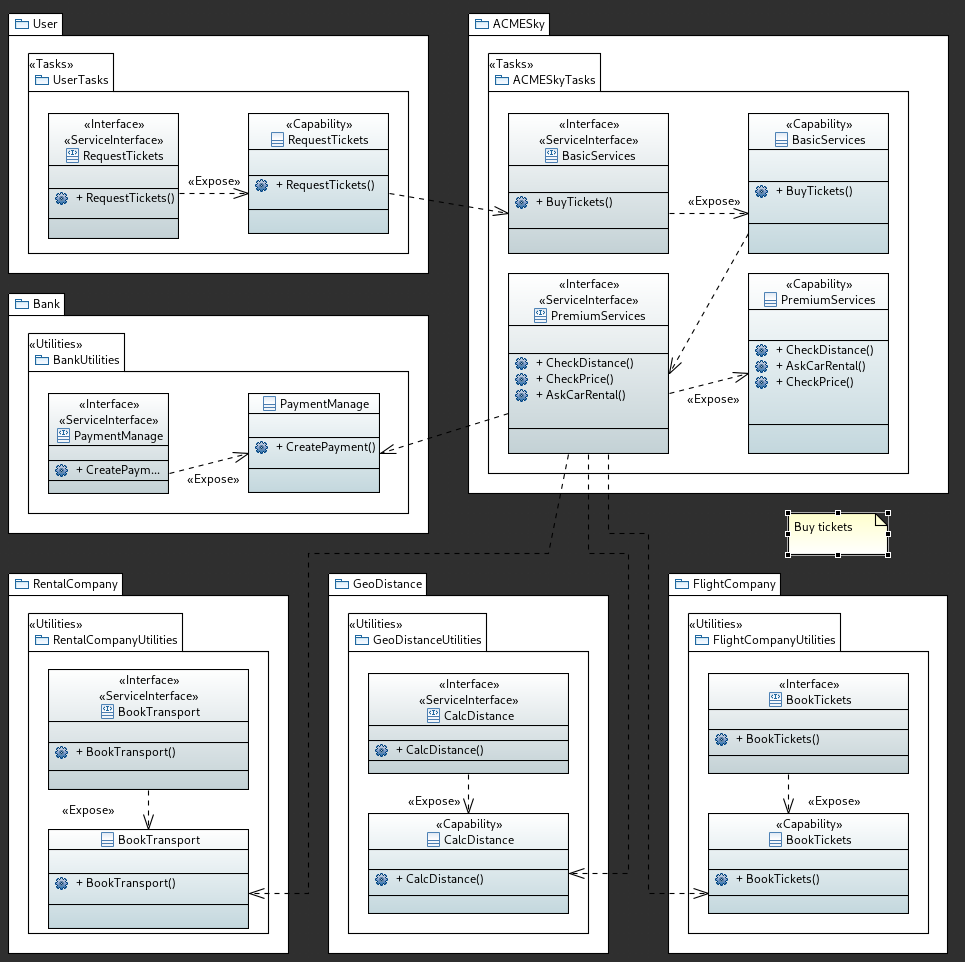 User
«Tasks»
UserTasks
«Interface»
«ServiceInterface»
RequestTickets
+ RequestTickets()
«Expose»
«Capability»
RequestTickets
+ RequestTickets()
ACMESky
«Tasks»
ACMESkyTasks
«Interface»
«ServiceInterface»
BasicServices
+ BuyTickets()
«Expose»
«Capability»
BasicServices
+ BuyTickets()
«Interface»
«ServiceInterface»
PremiumServices
+ CheckDistance()
+ CheckPrice()
+ AskCarRental()
«Expose»
«Capability»
PremiumServices
+ CheckDistance()
+ AskCarRental()
+ CheckPrice()
Bank
«Utilities»
BankUtilities
«Interface»
«ServiceInterface»
PaymentManage
+ CreatePaym...
«Expose»
PaymentManage
+ CreatePayment()
Buy tickets
RentalCompany
«Utilities»
RentalCompanyUtilities
«Interface»
«ServiceInterface»
BookTransport
+ BookTransport()
«Expose»
BookTransport
+ BookTransport()
GeoDistance
«Utilities»
GeoDistanceUtilities
«Interface»
«ServiceInterface»
CalcDistance
+ CalcDistance()
«Expose»
«Capability»
CalcDistance
+ CalcDistance()
FlightCompany
«Utilities»
FlightCompanyUtilities
«Interface»
BookTickets
+ BookTickets()
«Expose»
«Capability»
BookTickets
+ BookTickets()